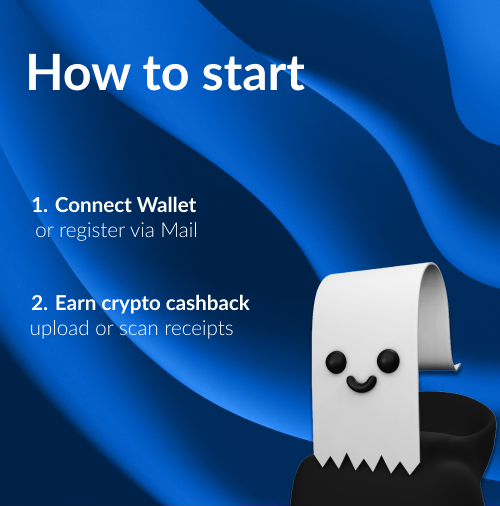 How to start
1. Connect Wallet
or register via Mail
2. Earn crypto cashback
upload or scan receipts